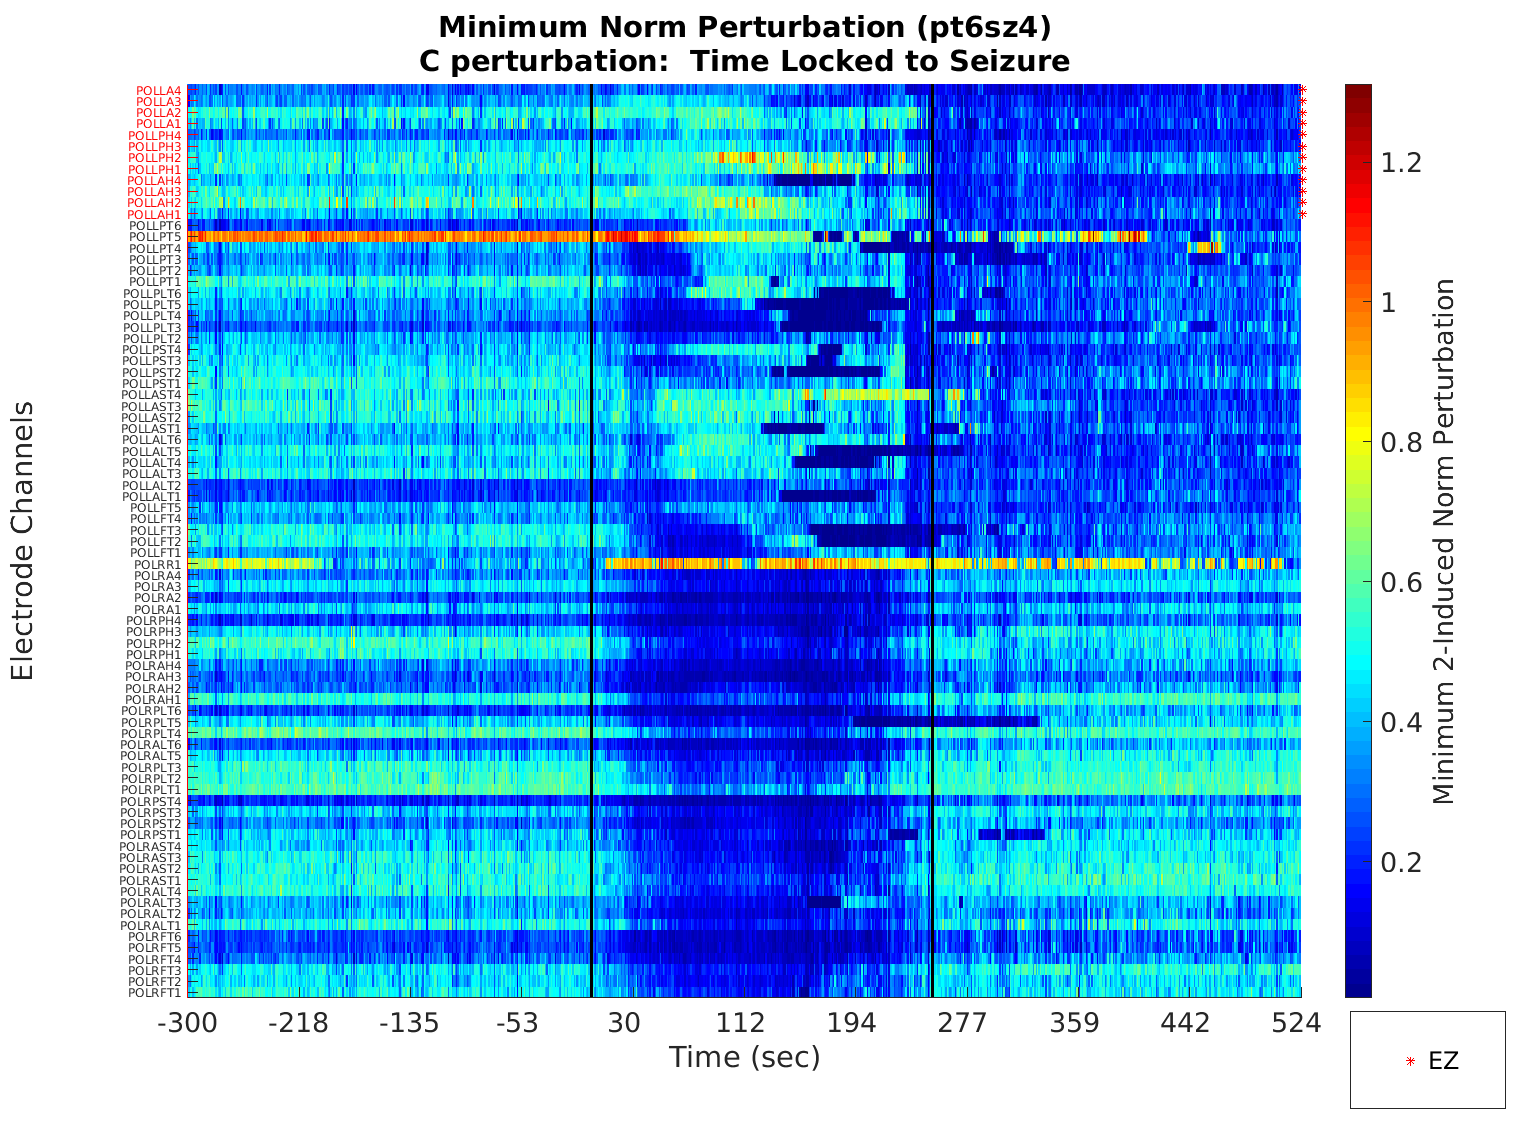 Minimum Norm Perturbation (pt6sz4)
C perturbation:  Time Locked to Seizure
Electrode Channels
POLLA4
POLLA3
POLLA2
POLLA1
POLLPH4
POLLPH3
POLLPH2
POLLPH1
POLLAH4
POLLAH3
POLLAH2
POLLAH1
POLLPT6
POLLPT5
POLLPT4
POLLPT3
POLLPT2
POLLPT1
POLLPLT6
POLLPLT5
POLLPLT4
POLLPLT3
POLLPLT2
POLLPST4
POLLPST3
POLLPST2
POLLPST1
POLLAST4
POLLAST3
POLLAST2
POLLAST1
POLLALT6
POLLALT5
POLLALT4
POLLALT3
POLLALT2
POLLALT1
POLLFT5
POLLFT4
POLLFT3
POLLFT2
POLLFT1
POLRR1
POLRA4
POLRA3
POLRA2
POLRA1
POLRPH4
POLRPH3
POLRPH2
POLRPH1
POLRAH4
POLRAH3
POLRAH2
POLRAH1
POLRPLT6
POLRPLT5
POLRPLT4
POLRALT6
POLRALT5
POLRPLT3
POLRPLT2
POLRPLT1
POLRPST4
POLRPST3
POLRPST2
POLRPST1
POLRAST4
POLRAST3
POLRAST2
POLRAST1
POLRALT4
POLRALT3
POLRALT2
POLRALT1
POLRFT6
POLRFT5
POLRFT4
POLRFT3
POLRFT2
POLRFT1
-300 -218 -135 -53 30 112 194 277 359 442 524
Time (sec)
1.2
1
0.8
0.6
0.4
0.2
Minimum 2-Induced Norm Perturbation
EZ